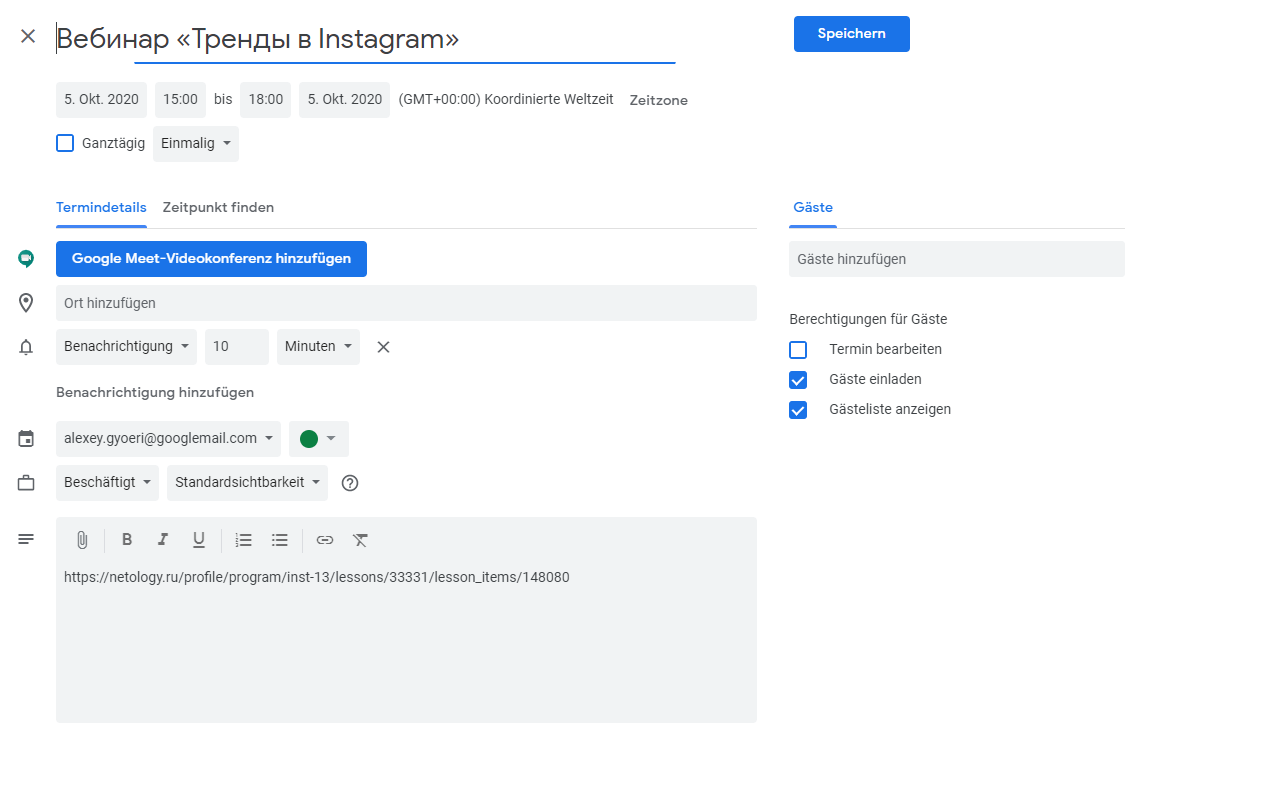 Вебинар «Тренды в Instagram»
Speichern
5. Okt. 2020 15:00 bis 18:00 5. Okt. 2020 (GMT+00:00) Koordinierte Weltzeit Zeitzone
Ganztägig Einmalig
Termindetails Zeitpunkt finden
Gäste
Google Meet-Videokonferenz hinzufügen
Gäste hinzufügen
Ort hinzufügen
Berechtigungen für Gäste
Benachrichtigung 10 Minuten
Termin bearbeiten
Gäste einladen
Benachrichtigung hinzufügen
Gästeliste anzeigen
alexey.gyoeri@googlemail.com
Beschäftigt Standardsichtbarkeit
B I U
https://netology.ru/profile/program/inst-13/lessons/33331/lesson_items/148080